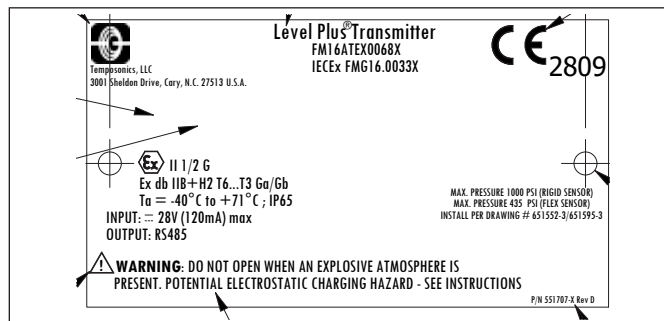 Level Plus® Transmitter
FM16ATEX0068X
IECEx FMG16.0033X
CE 2809
Temposonics, LLC
3001 Sheldon Drive, Cary, N.C. 27513 U.S.A.
Ex II 1/2 G
Ex db IIB+H2 T6...T3 Ga/Gb
Ta = -40°C to +71°C ; IP65
INPUT: ⎓ 28V (120mA) max
OUTPUT: RS485
MAX. PRESSURE 1000 PSI (RIGID SENSOR)
MAX. PRESSURE 435 PSI (FLEX SENSOR)
INSTALL PER DRAWING # 651552-3/651595-3
WARNING: DO NOT OPEN WHEN AN EXPLOSIVE ATMOSPHERE IS
PRESENT. POTENTIAL ELECTROSTATIC CHARGING HAZARD - SEE INSTRUCTIONS
P/N 551707-X Rev D